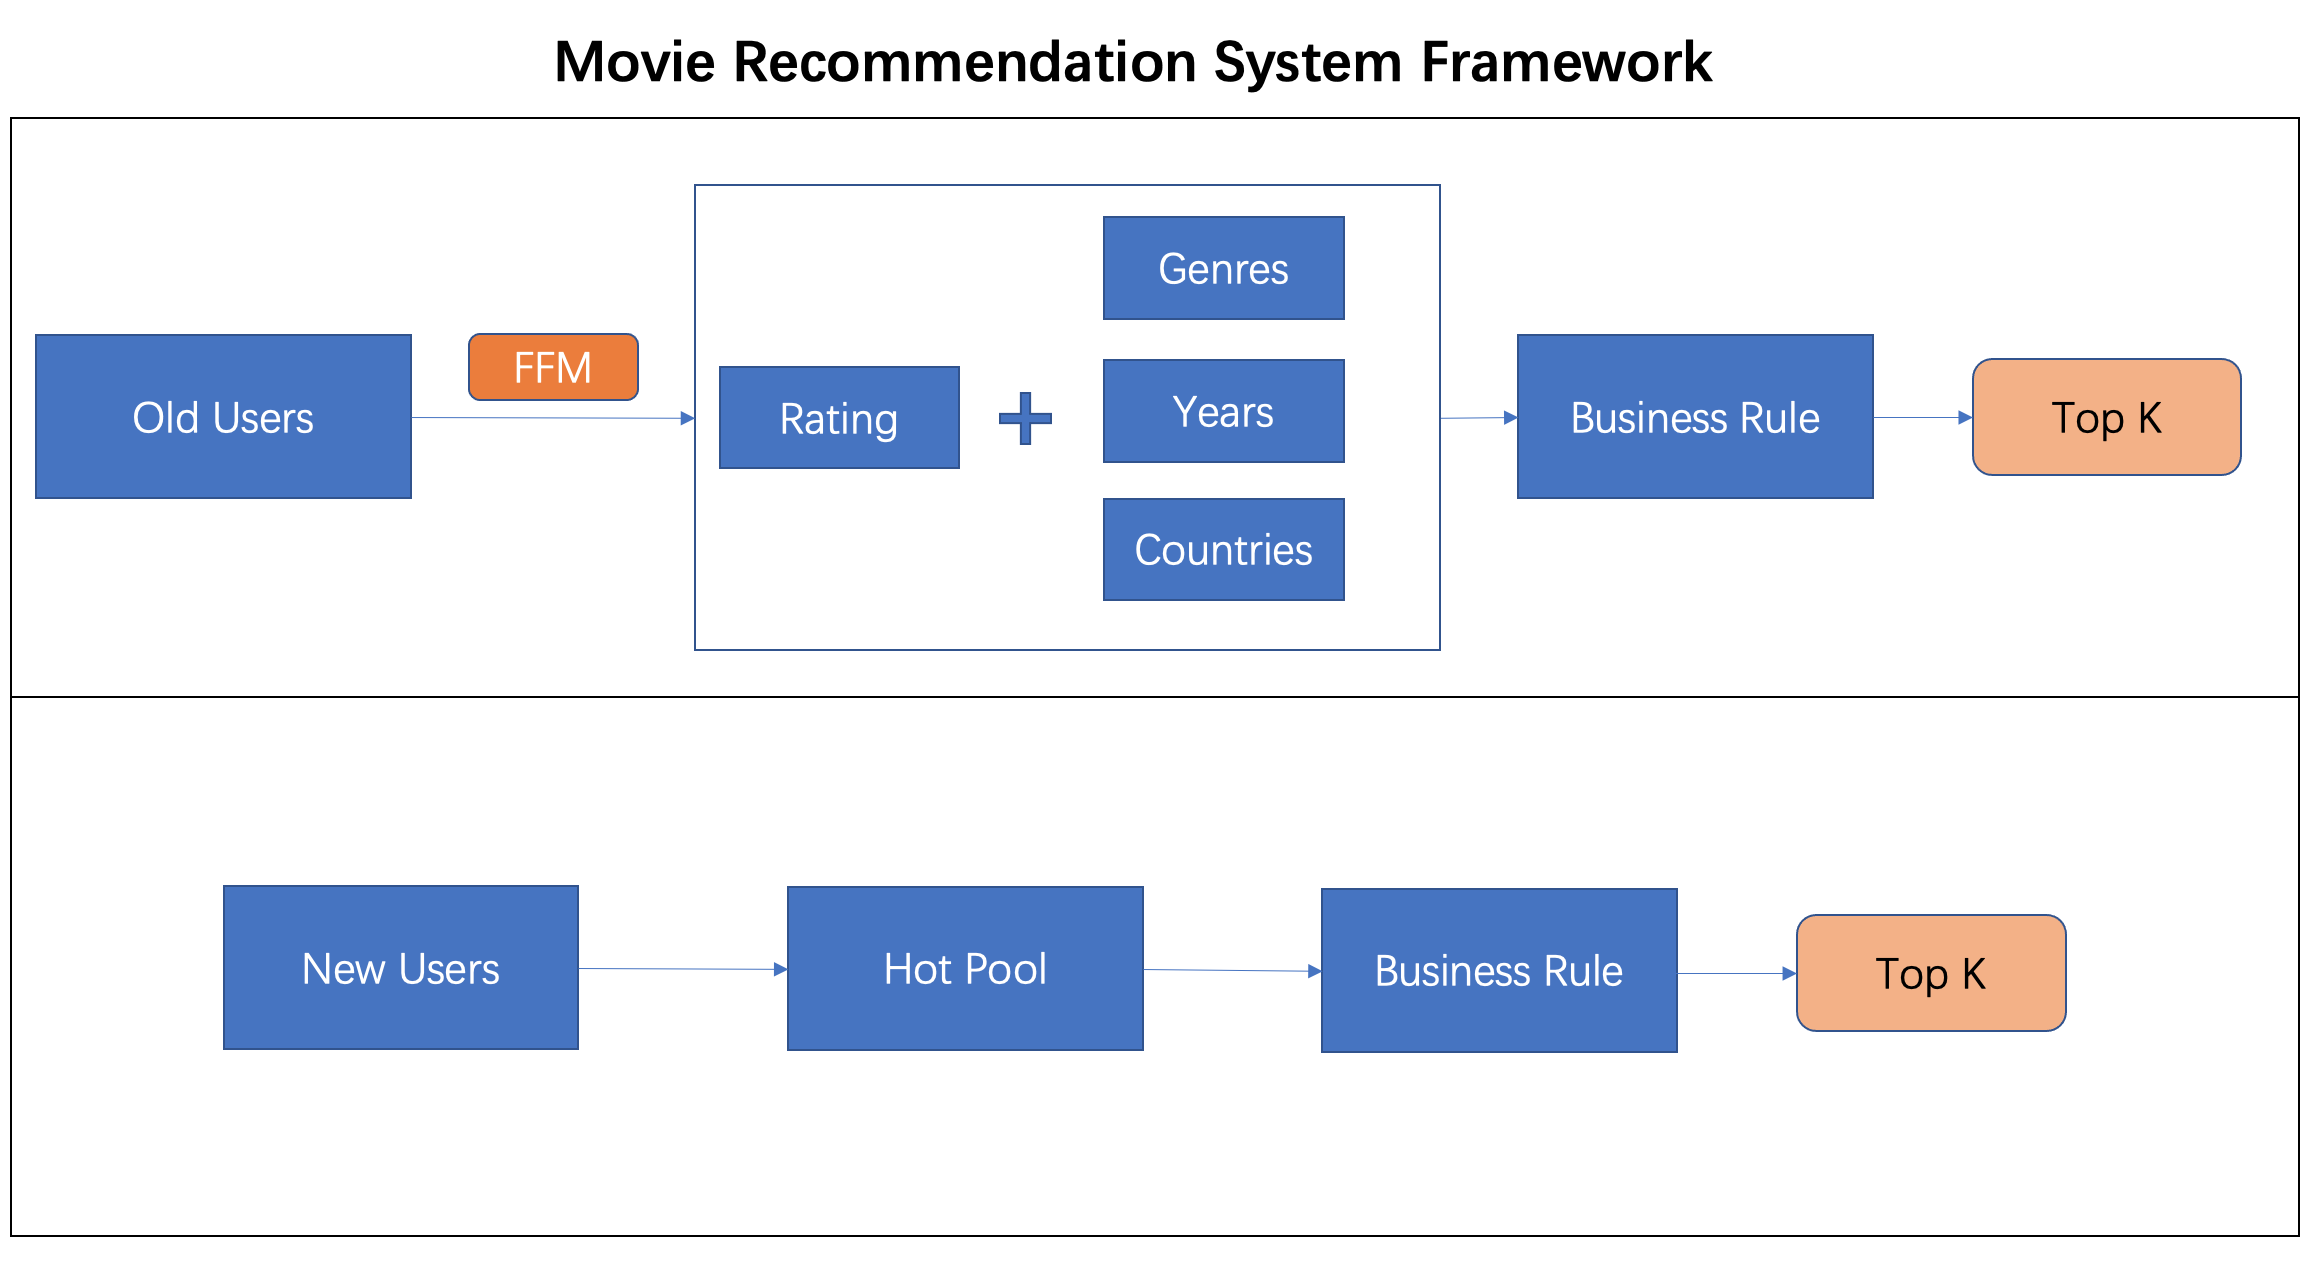 Movie Recommendation System Framework
Old Users
FFM
Rating
Genres
Years
Countries
Business Rule
Top K
New Users
Hot Pool
Business Rule
Top K